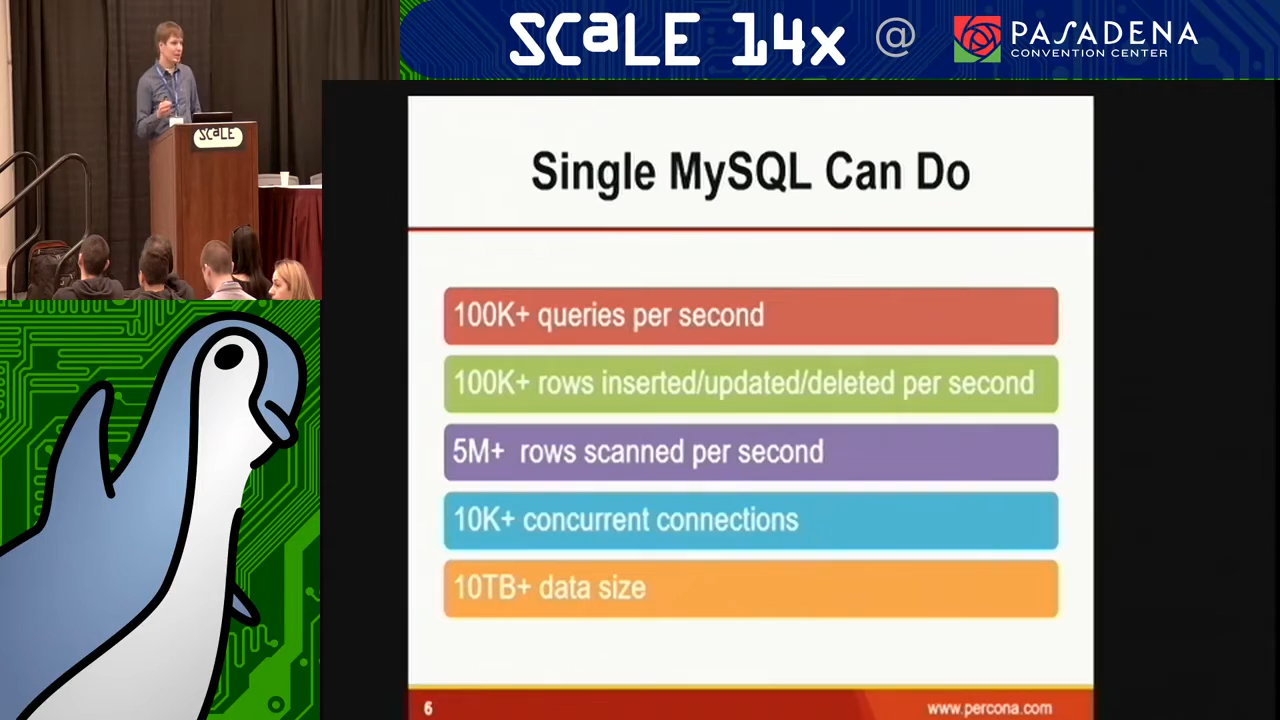 SCaLE 14x @ PASADENA
CONVENTION CENTER
SCaLE
Single MySQL Can Do
100K+ queries per second
100K+ rows inserted/updated/deleted per second
5M+ rows scanned per second
10K+ concurrent connections
10TB+ data size
6
www.percona.com